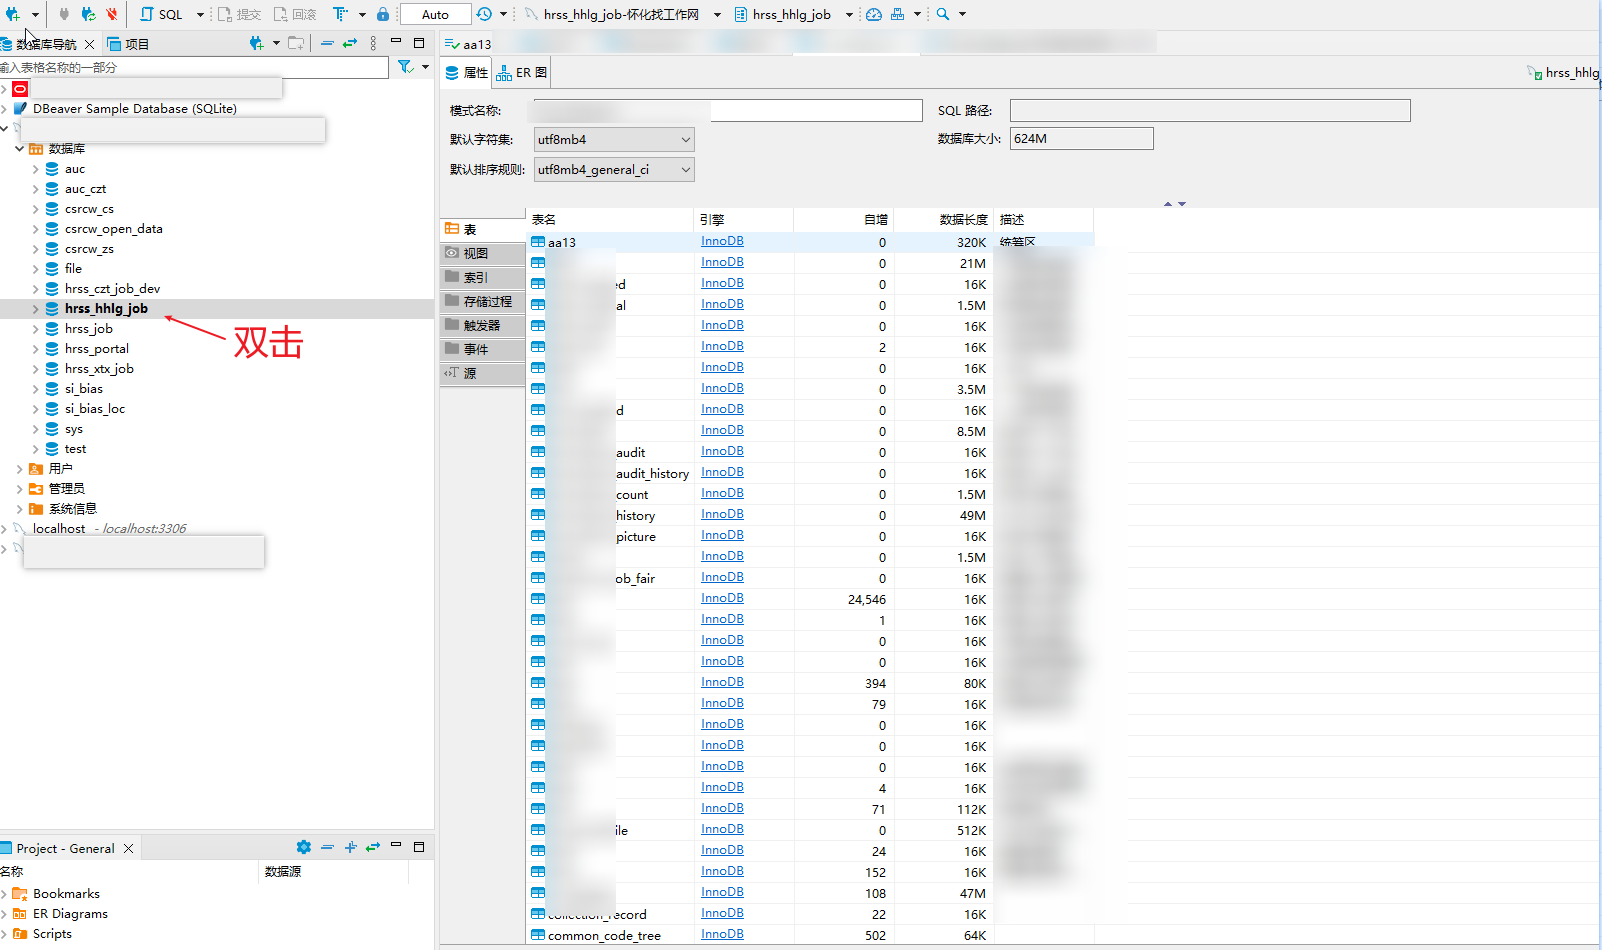 SQL 提交 回滚 Auto hrss_hhlg_job-怀化找工作网 hrss_hhlg_job
数据库导航 项目
输入表格名称的一部分
DBeaver Sample Database (SQLite)
数据库
auc
auc_czt
csrcw_cs
csrcw_open_data
csrcw_zs
file
hrss_czt_job_dev
hrss_hhlg_job
双击
hrss_job
hrss_portal
hrss_xtx_job
si_bias
si_bias_loc
sys
test
用户
管理员
系统信息
localhost - localhost:3306
Project - General
名称 数据源
Bookmarks
ER Diagrams
Scripts
aa13
属性 ER 图 hrss_hhlg
模式名称: SQL 路径:
默认字符集: utf8mb4 数据库大小: 624M
默认排序规则: utf8mb4_general_ci
表
视图
索引
存储过程
触发器
事件
源
表名 引擎 自增 数据长度 描述
aa13 InnoDB 0 320K 统筹区
InnoDB 0 21M
ed InnoDB 0 16K
al InnoDB 0 1.5M
InnoDB 0 16K
InnoDB 2 16K
InnoDB 0 16K
InnoDB 0 3.5M
d InnoDB 0 16K
InnoDB 0 8.5M
audit InnoDB 0 16K
audit_history InnoDB 0 16K
count InnoDB 0 1.5M
history InnoDB 0 49M
picture InnoDB 0 16K
InnoDB 0 1.5M
ob_fair InnoDB 0 16K
InnoDB 24,546 16K
InnoDB 1 16K
InnoDB 0 16K
InnoDB 0 16K
InnoDB 394 80K
InnoDB 79 16K
InnoDB 0 16K
InnoDB 0 16K
InnoDB 0 16K
InnoDB 4 16K
InnoDB 71 112K
ile InnoDB 0 512K
InnoDB 24 16K
InnoDB 152 16K
InnoDB 108 47M
collection_record InnoDB 22 16K
common_code_tree InnoDB 502 64K